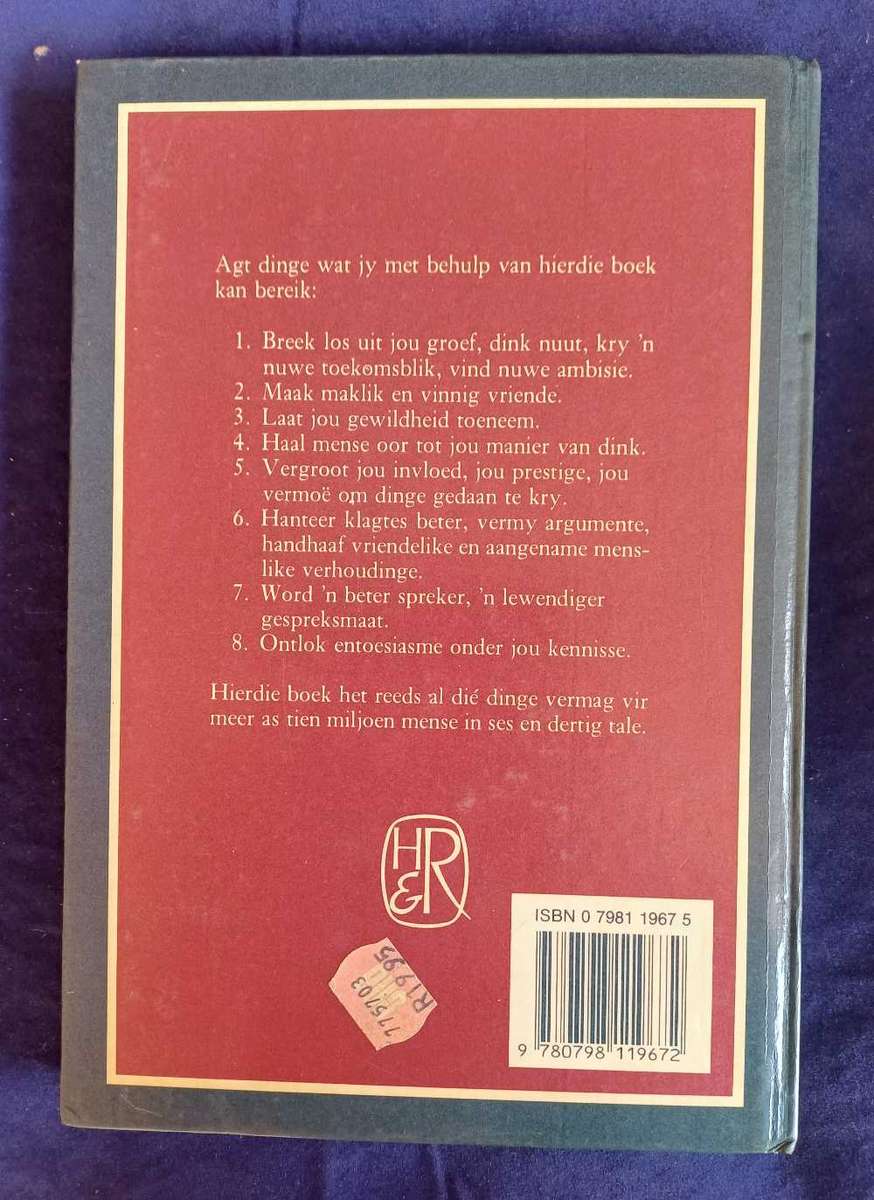 Agt dinge wat jy met behulp van hierdie boek
kan bereik:
1. Breek los uit jou groef, dink nuut, kry 'n
nuwe toekomsblik, vind nuwe ambisie.
2. Maak maklik en vinnig vriende.
3. Laat jou gewildheid toeneem.
4. Haal mense oor tot jou manier van dink.
5. Vergroot jou invloed, jou prestige, jou
vermoë om dinge gedaan te kry.
6. Hanteer klagtes beter, vermy argumente,
handhaaf vriendelike en aangename mens-
like verhoudinge.
7. Word 'n beter spreker, 'n lewendiger
gespreksmaat.
8. Ontlok entoesiasme onder jou kennisse.
Hierdie boek het reeds al dié dinge vermag vir
meer as tien miljoen mense in ses en dertig tale.
H
&R
ISBN 0 7981 1967 5
9 780798 119672
R19.95